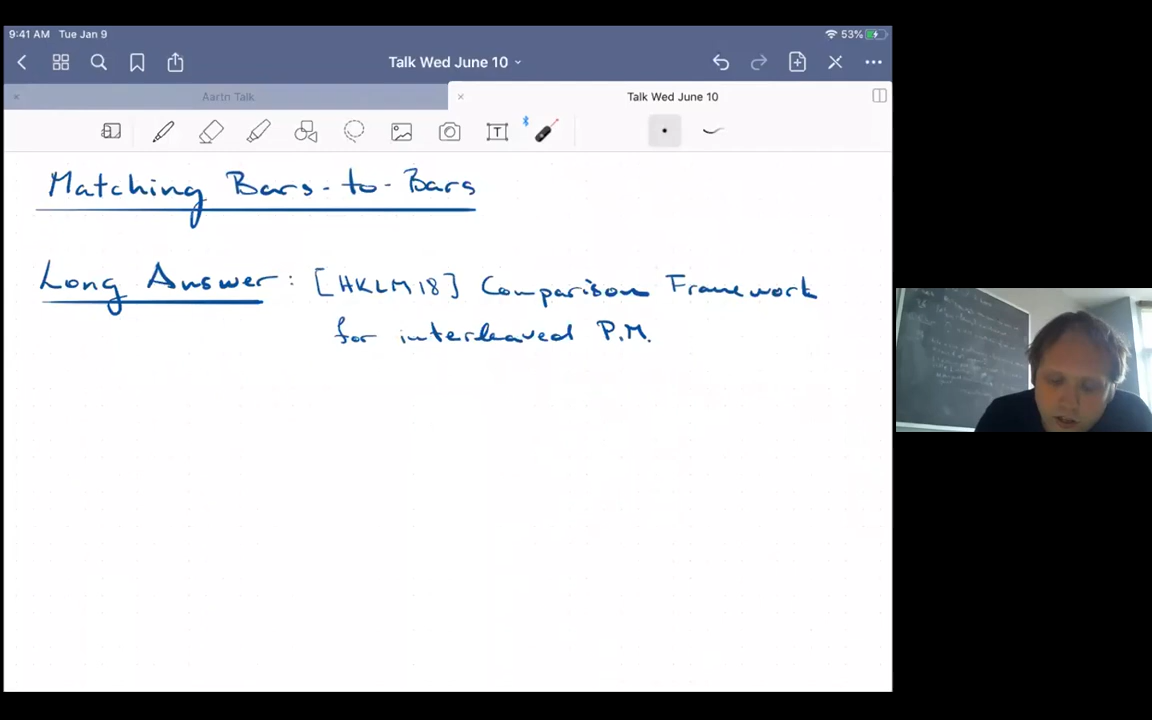 9:41 AM Tue Jan 9
53%
Talk Wed June 10
Aartn Talk
Talk Wed June 10
T
Matching Bars-to-Bars
Long Answer: [HKLM18] Comparison Framework
for interleaved P.M.